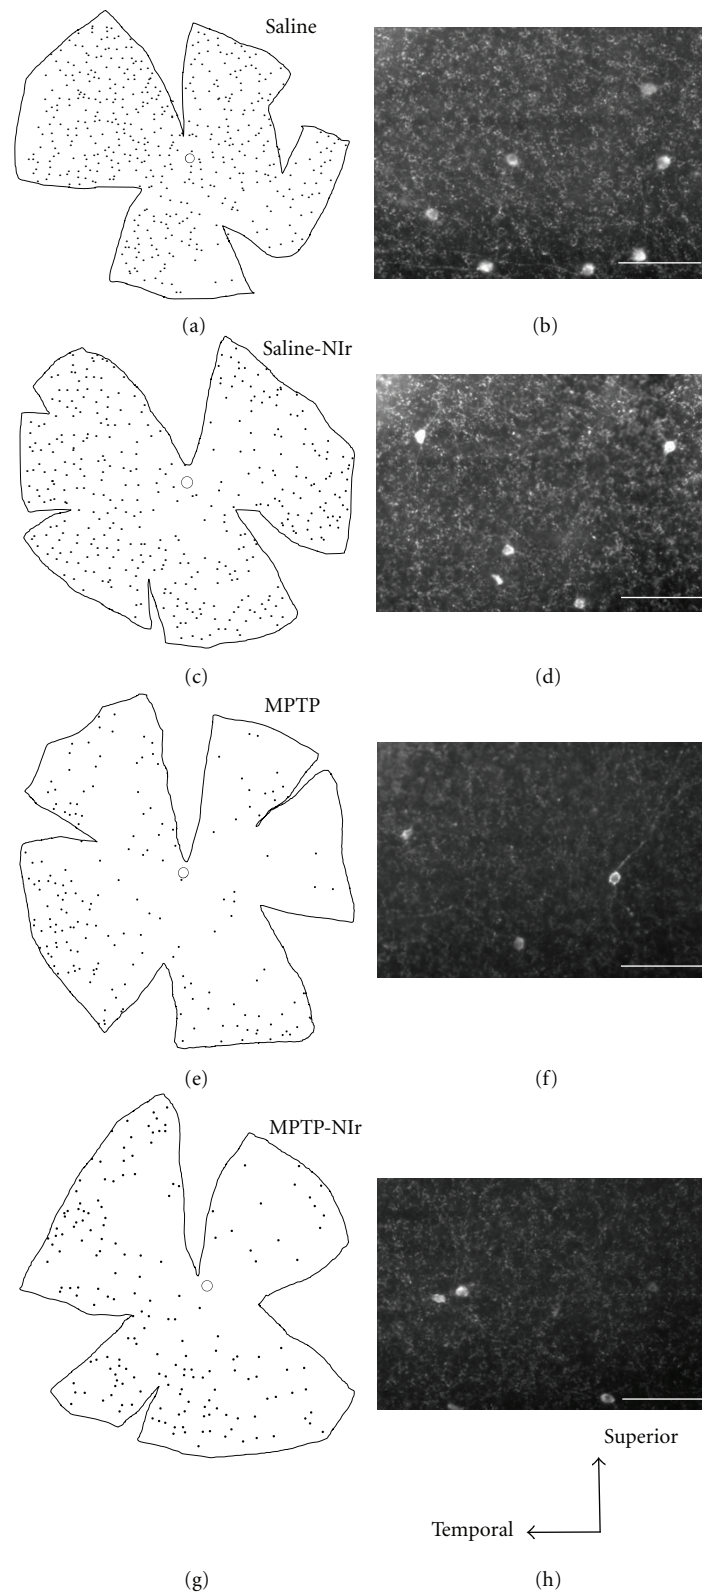 Saline
(a)
(b)
Saline-NIr
(c)
(d)
MPTP
(e)
(f)
MPTP-NIr
Superior
Temporal
(g)
(h)